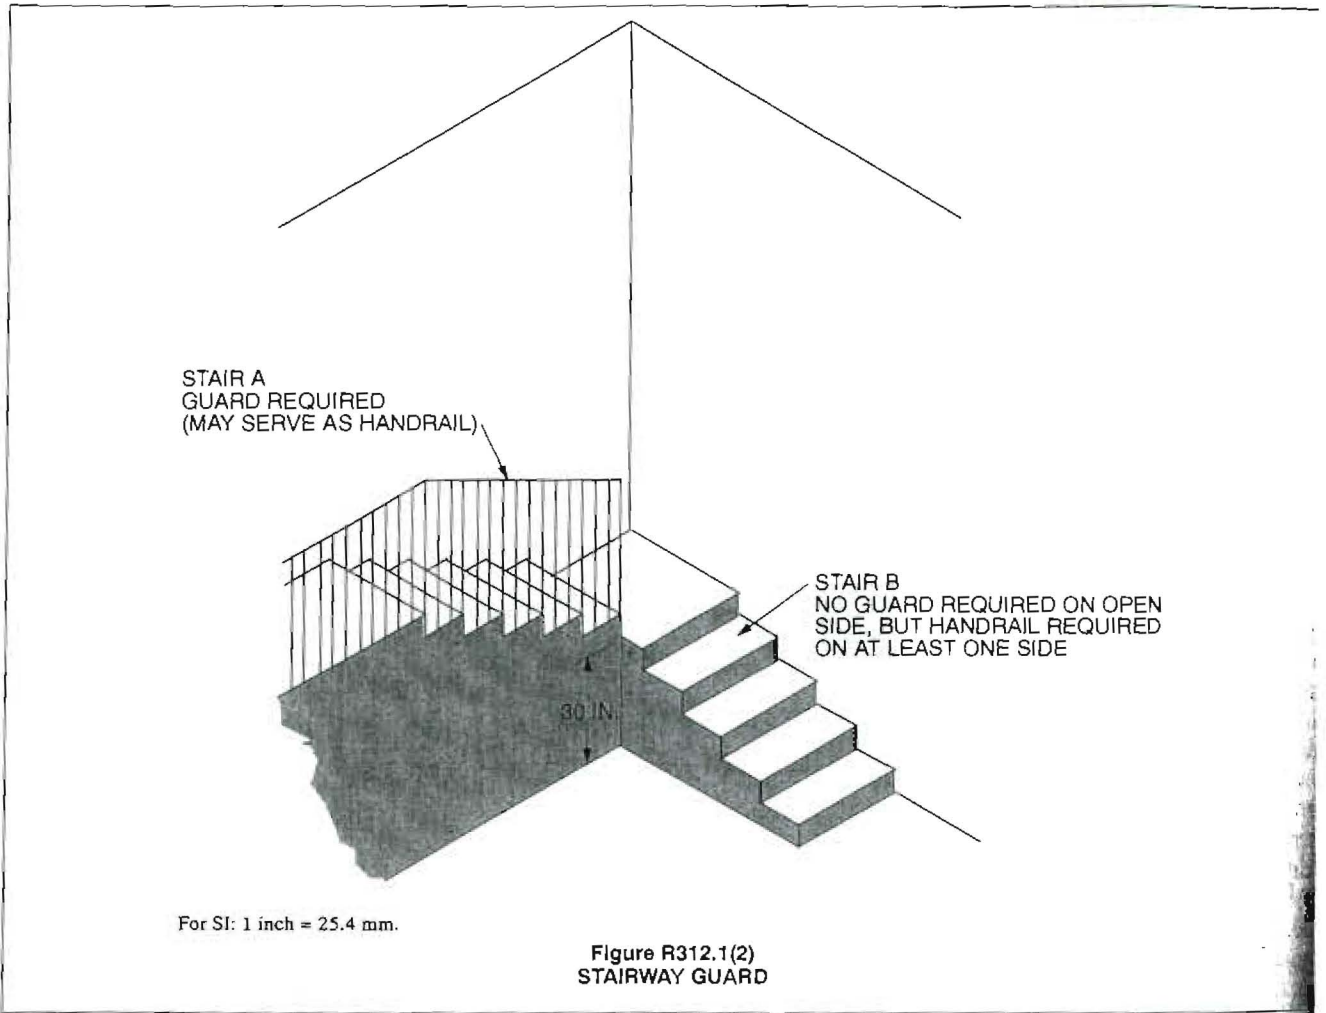 STAIR A
GUARD REQUIRED
(MAY SERVE AS HANDRAIL)
STAIR B
NO GUARD REQUIRED ON OPEN
SIDE, BUT HANDRAIL REQUIRED
ON AT LEAST ONE SIDE
30 IN.
For SI: 1 inch = 25.4 mm.
Figure R312.1(2)
STAIRWAY GUARD